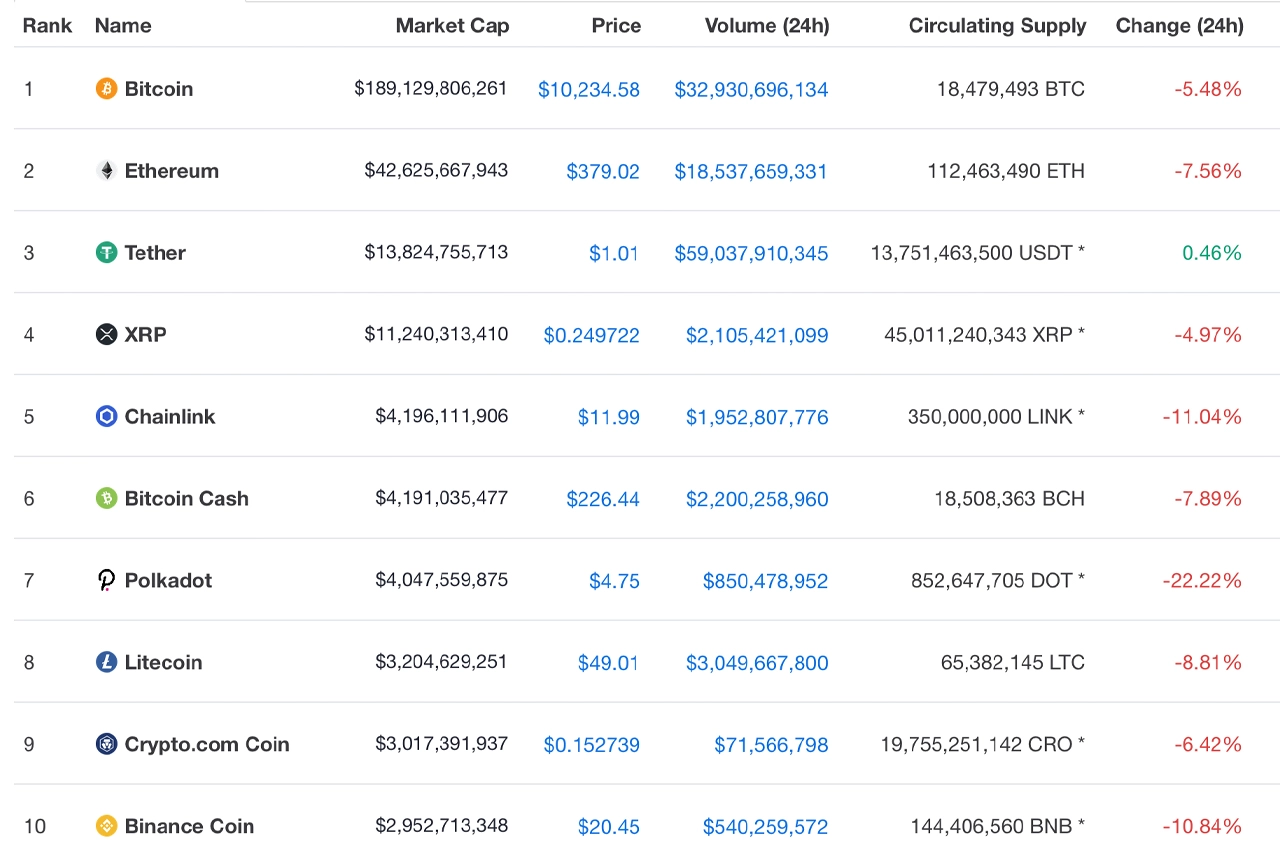 Rank Name Market Cap Price Volume (24h) Circulating Supply Change (24h)
1 Bitcoin $189,129,806,261 $10,234.58 $32,930,696,134 18,479,493 BTC -5.48%
2 Ethereum $42,625,667,943 $379.02 $18,537,659,331 112,463,490 ETH -7.56%
3 Tether $13,824,755,713 $1.01 $59,037,910,345 13,751,463,500 USDT * 0.46%
4 XRP $11,240,313,410 $0.249722 $2,105,421,099 45,011,240,343 XRP * -4.97%
5 Chainlink $4,196,111,906 $11.99 $1,952,807,776 350,000,000 LINK * -11.04%
6 Bitcoin Cash $4,191,035,477 $226.44 $2,200,258,960 18,508,363 BCH -7.89%
7 Polkadot $4,047,559,875 $4.75 $850,478,952 852,647,705 DOT * -22.22%
8 Litecoin $3,204,629,251 $49.01 $3,049,667,800 65,382,145 LTC -8.81%
9 Crypto.com Coin $3,017,391,937 $0.152739 $71,566,798 19,755,251,142 CRO * -6.42%
10 Binance Coin $2,952,713,348 $20.45 $540,259,572 144,406,560 BNB * -10.84%